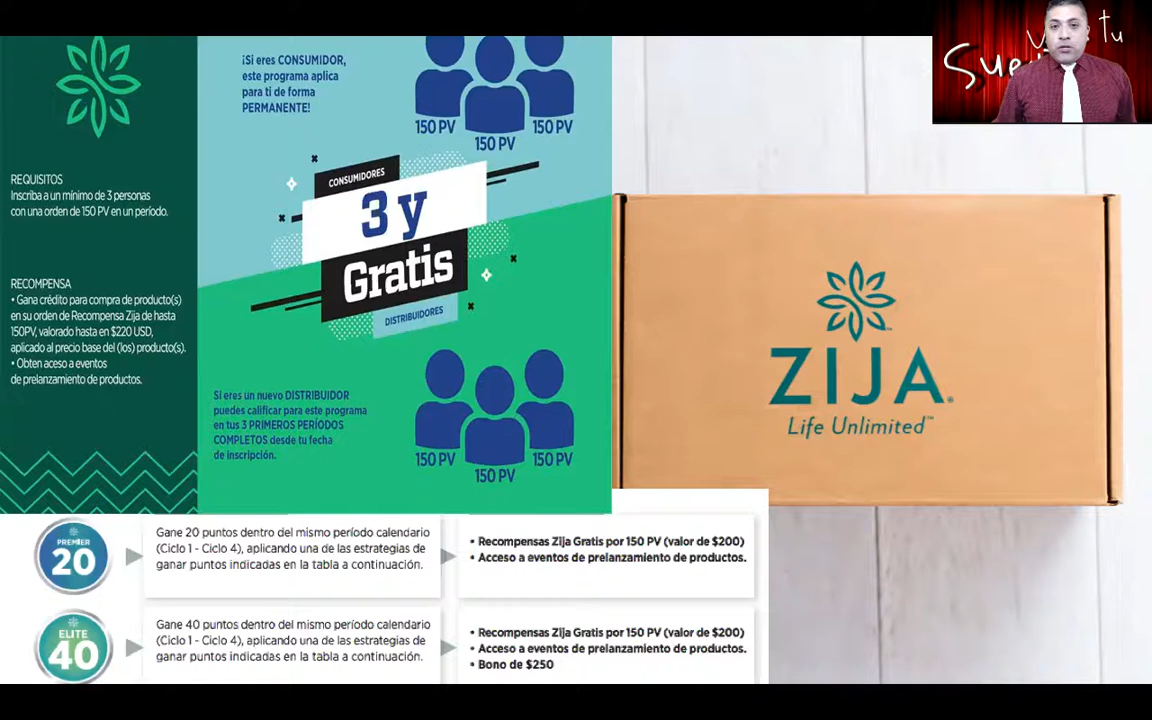 REQUISITOS
Inscriba a un mínimo de 3 personas
con una orden de 150 PV en un período.
RECOMPENSA
• Gana crédito para compra de producto(s)
en su orden de Recompensa Zija de hasta
150PV, valorado hasta en $220 USD,
aplicado al precio base del (los) producto(s).
• Obten aceso a eventos
de prelanzamiento de productos.
¡Si eres CONSUMIDOR,
este programa aplica
para ti de forma
PERMANENTE!
150 PV
150 PV
150 PV
CONSUMIDORES
3 y
Gratis
DISTRIBUIDORES
Si eres un nuevo DISTRIBUIDOR
puedes calificar para este programa
en tus 3 PRIMEROS PERÍODOS
COMPLETOS desde tu fecha
de inscripción.
150 PV
150 PV
150 PV
ZIJA®
Life Unlimited™
tu
PREMIER
20
Gane 20 puntos dentro del mismo período calendario
(Ciclo 1 - Ciclo 4), aplicando una de las estrategias de
ganar puntos indicadas en la tabla a continuación.
• Recompensas Zija Gratis por 150 PV (valor de $200)
• Acceso a eventos de prelanzamiento de productos.
ELITE
40
Gane 40 puntos dentro del mismo período calendario
(Ciclo 1 - Ciclo 4), aplicando una de las estrategias de
ganar puntos indicadas en la tabla a continuación.
• Recompensas Zija Gratis por 150 PV (valor de $200)
• Acceso a eventos de prelanzamiento de productos.
• Bono de $250